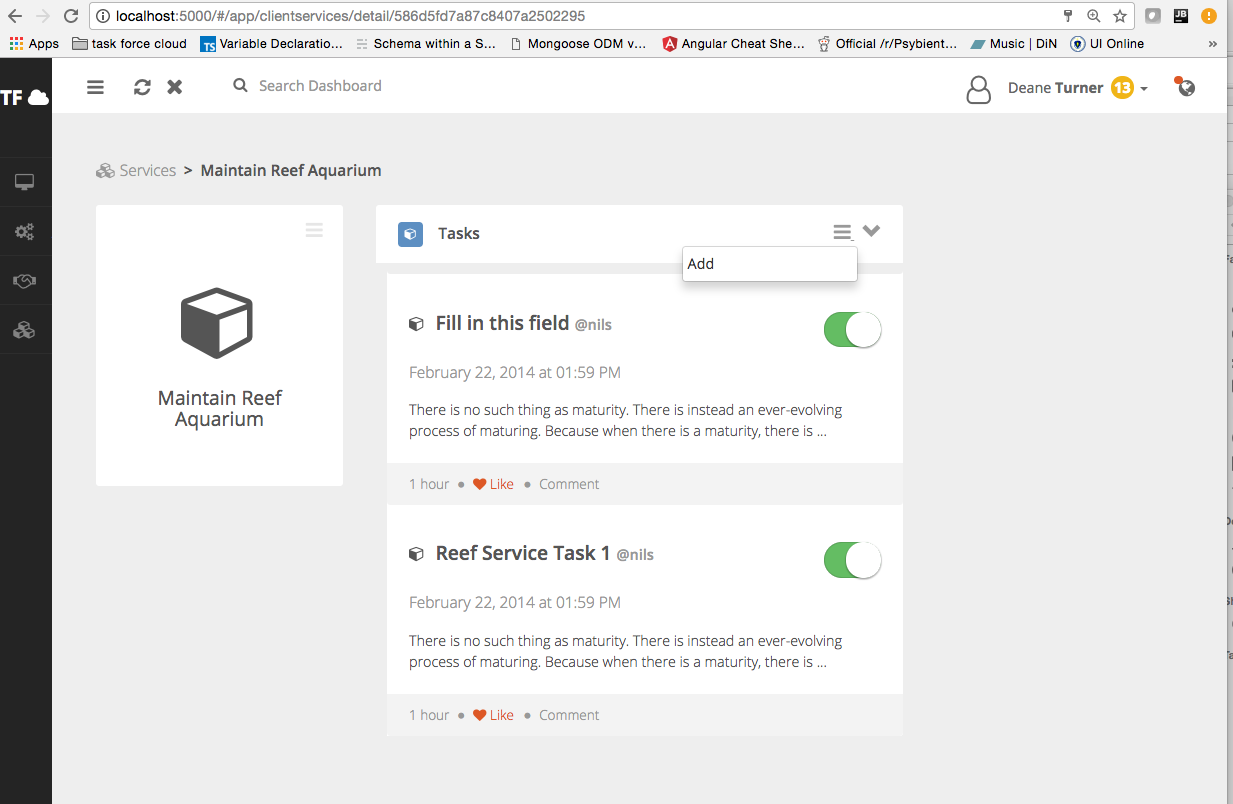 localhost:5000/#/app/clientservices/detail/586d5fd7a87c8407a2502295
Apps task force cloud Variable Declaratio... Schema within a S... Mongoose ODM v... Angular Cheat She... Official /r/Psybient... Music | DiN UI Online »
TF
Search Dashboard
Deane Turner 13
Services > Maintain Reef Aquarium
Maintain Reef
Aquarium
Tasks
Add
Fill in this field @nils
February 22, 2014 at 01:59 PM
There is no such thing as maturity. There is instead an ever-evolving
process of maturing. Because when there is a maturity, there is ...
1 hour • Like • Comment
Reef Service Task 1 @nils
February 22, 2014 at 01:59 PM
There is no such thing as maturity. There is instead an ever-evolving
process of maturing. Because when there is a maturity, there is ...
1 hour • Like • Comment